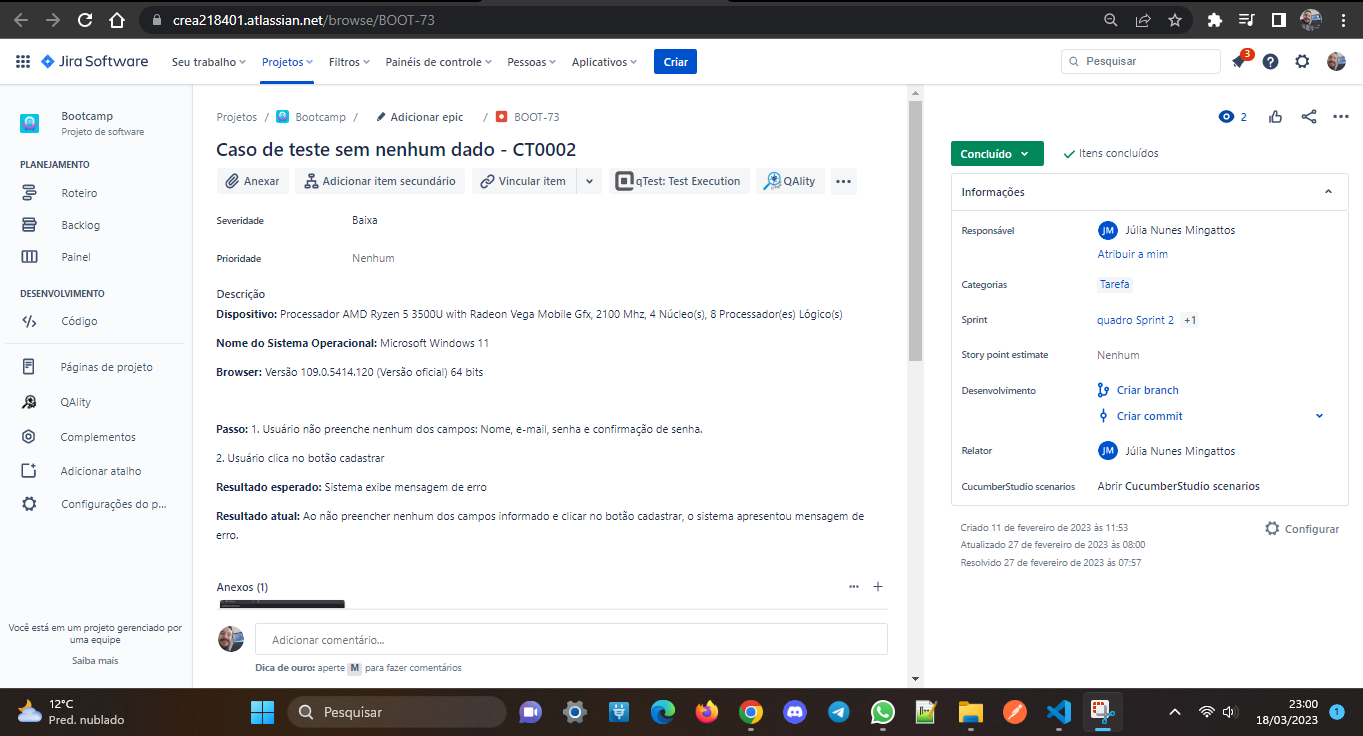 crea218401.atlassian.net/browse/BOOT-73
Jira Software
Seu trabalho
Projetos
Filtros
Painéis de controle
Pessoas
Aplicativos
Criar
Pesquisar
3
Bootcamp
Projeto de software
PLANEJAMENTO
Roteiro
Backlog
Painel
DESENVOLVIMENTO
Código
Páginas de projeto
QAlity
Complementos
Adicionar atalho
Configurações do p...
Você está em um projeto gerenciado por
uma equipe
Saiba mais
Projetos / Bootcamp / Adicionar epic / BOOT-73
Caso de teste sem nenhum dado - CT0002
Anexar
Adicionar item secundário
Vincular item
qTest: Test Execution
QAlity
Severidade Baixa
Prioridade Nenhum
Descrição
Dispositivo: Processador AMD Ryzen 5 3500U with Radeon Vega Mobile Gfx, 2100 Mhz, 4 Núcleo(s), 8 Processador(es) Lógico(s)
Nome do Sistema Operacional: Microsoft Windows 11
Browser: Versão 109.0.5414.120 (Versão oficial) 64 bits
Passo: 1. Usuário não preenche nenhum dos campos: Nome, e-mail, senha e confirmação de senha.
2. Usuário clica no botão cadastrar
Resultado esperado: Sistema exibe mensagem de erro
Resultado atual: Ao não preencher nenhum dos campos informado e clicar no botão cadastrar, o sistema apresentou mensagem de
erro.
Anexos (1)
Adicionar comentário...
Dica de ouro: aperte M para fazer comentários
2
Concluído
Itens concluídos
Informações
Responsável JM Júlia Nunes Mingattos
Atribuir a mim
Categorias Tarefa
Sprint quadro Sprint 2 +1
Story point estimate Nenhum
Desenvolvimento Criar branch
Criar commit
Relator JM Júlia Nunes Mingattos
CucumberStudio scenarios Abrir CucumberStudio scenarios
Criado 11 de fevereiro de 2023 às 11:53
Atualizado 27 de fevereiro de 2023 às 08:00
Resolvido 27 de fevereiro de 2023 às 07:57
Configurar
12°C
Pred. nublado
Pesquisar
23:00
18/03/2023
1